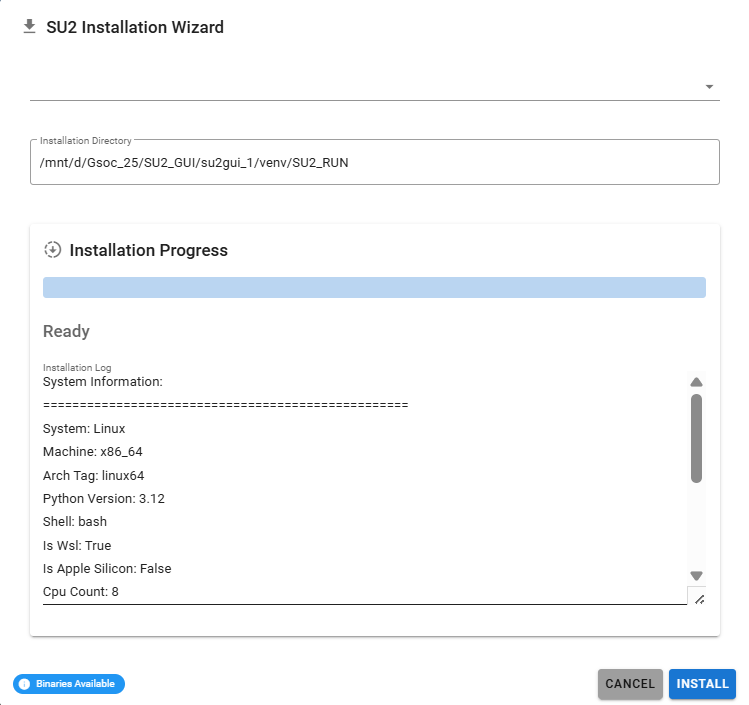 SU2 Installation Wizard
Installation Directory
/mnt/d/Gsoc_25/SU2_GUI/su2gui_1/venv/SU2_RUN
Installation Progress
Ready
Installation Log
System Information:
==================================================
System: Linux
Machine: x86_64
Arch Tag: linux64
Python Version: 3.12
Shell: bash
Is Wsl: True
Is Apple Silicon: False
Cpu Count: 8
Binaries Available
CANCEL
INSTALL